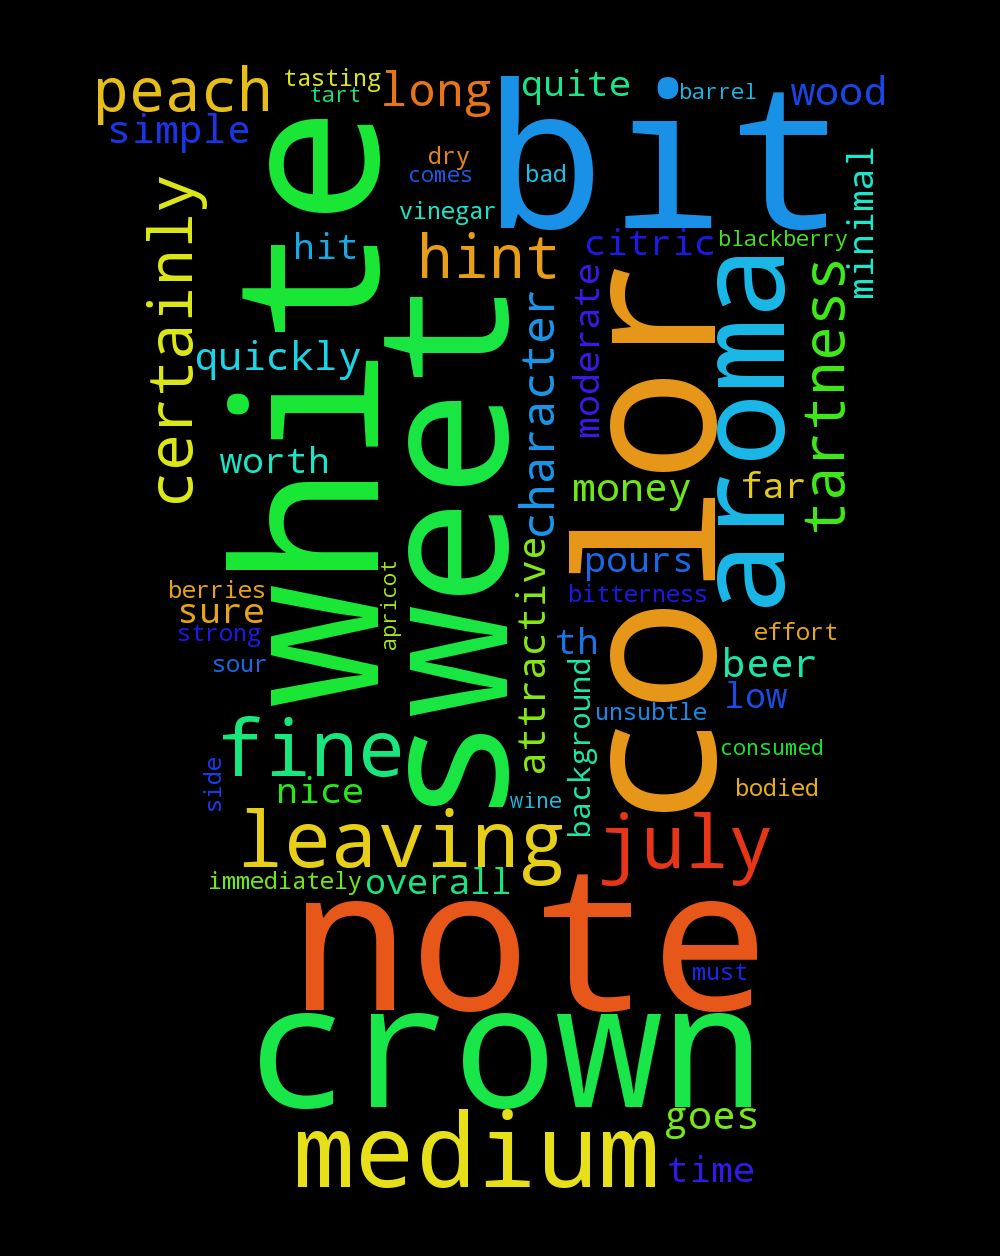 peach
tasting
tart
long
quite
bit
barrel
wood
simple
white
dry
comes
bad
vinegar
certainly
hit
hint
citric
blackberry
minimal
quickly
sweet
character
moderate
color
aroma
tartness
worth
money
far
pours
berries
sure
strong
sour
apricot
attractive
bitterness
th
effort
beer
low
background
unsubtle
fine
side
nice
wine
consumed
bodied
leaving
july
immediately
overall
note
must
crown
goes
medium
time